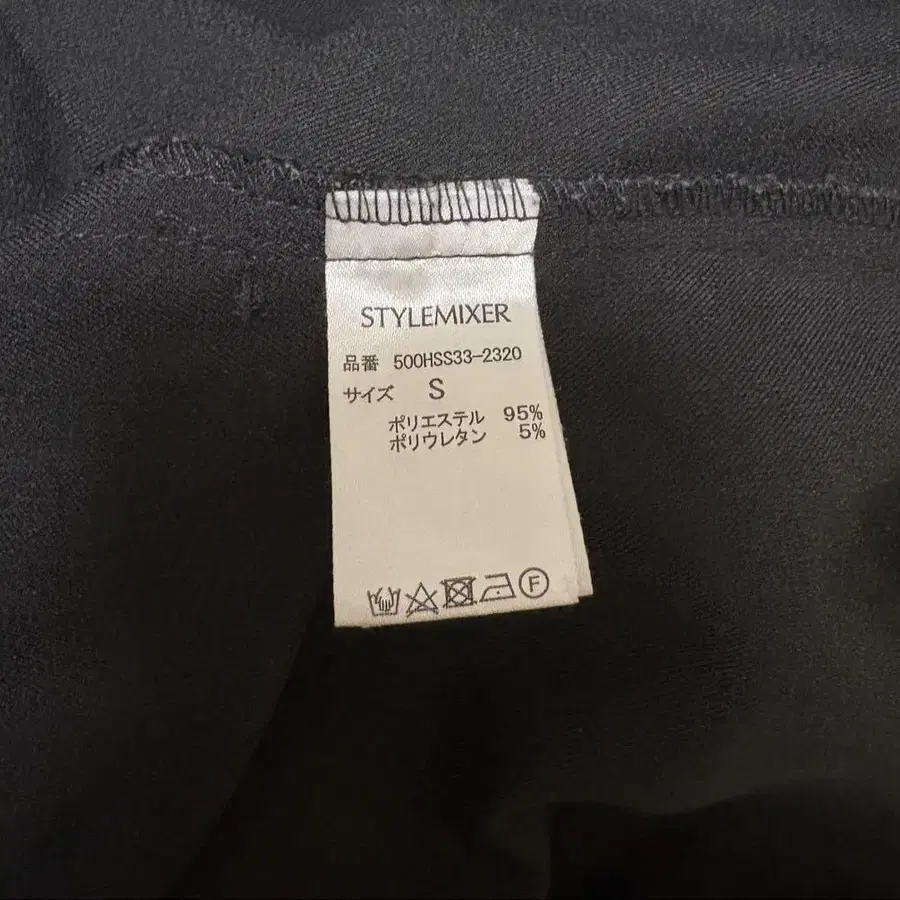 STYLEMIXER
品番 500HSS33-2320
サイズ S
ポリエステル 95%
ポリウレタン 5%
F